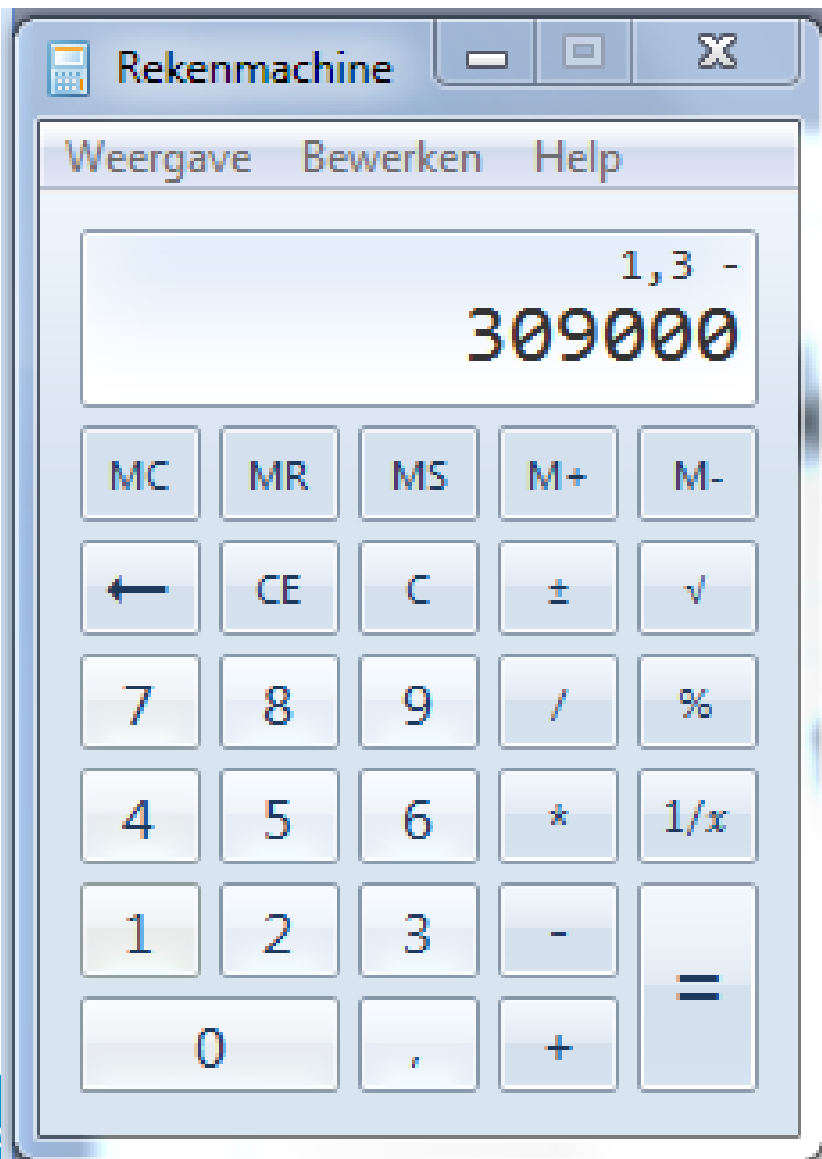 Rekenmachine
Weergave Bewerken Help
1,3 -
309000
MC MR MS M+ M-
← CE C ± √
7 8 9 / %
4 5 6 * 1/x
1 2 3 - =
0 , +